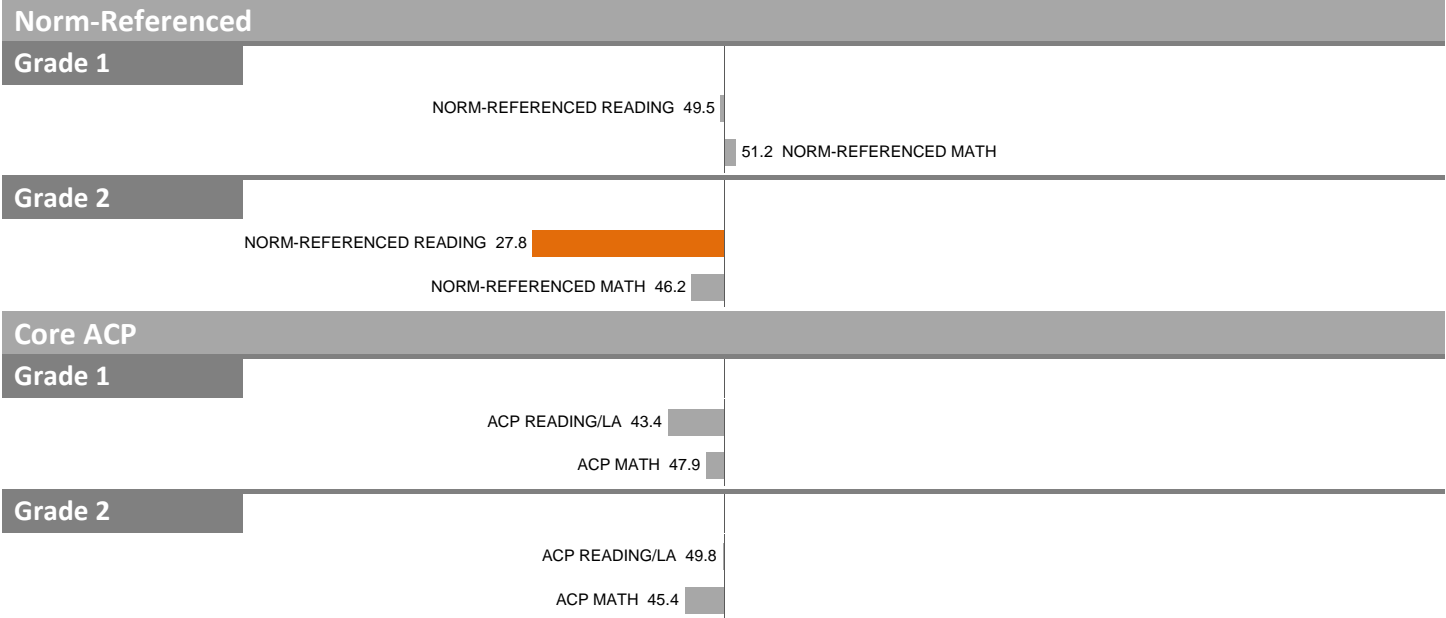 Norm-Referenced
Grade 1
NORM-REFERENCED READING 49.5
51.2 NORM-REFERENCED MATH
Grade 2
NORM-REFERENCED READING 27.8
NORM-REFERENCED MATH 46.2
Core ACP
Grade 1
ACP READING/LA 43.4
ACP MATH 47.9
Grade 2
ACP READING/LA 49.8
ACP MATH 45.4